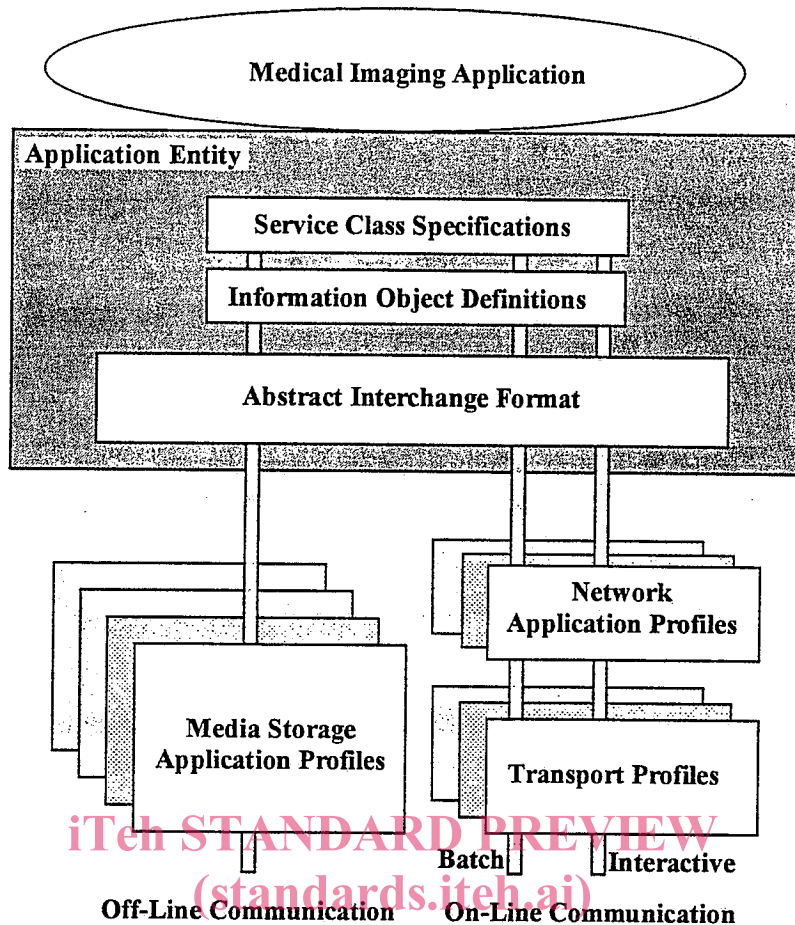 Medical Imaging Application
Application Entity
Service Class Specifications
Information Object Definitions
Abstract Interchange Format
Network
Application Profiles
Media Storage
Application Profiles
Transport Profiles
iTeh STANDARD PREVIEW
Batch
Interactive
(standards.iteh.ai)
Off-Line Communication
On-Line Communication